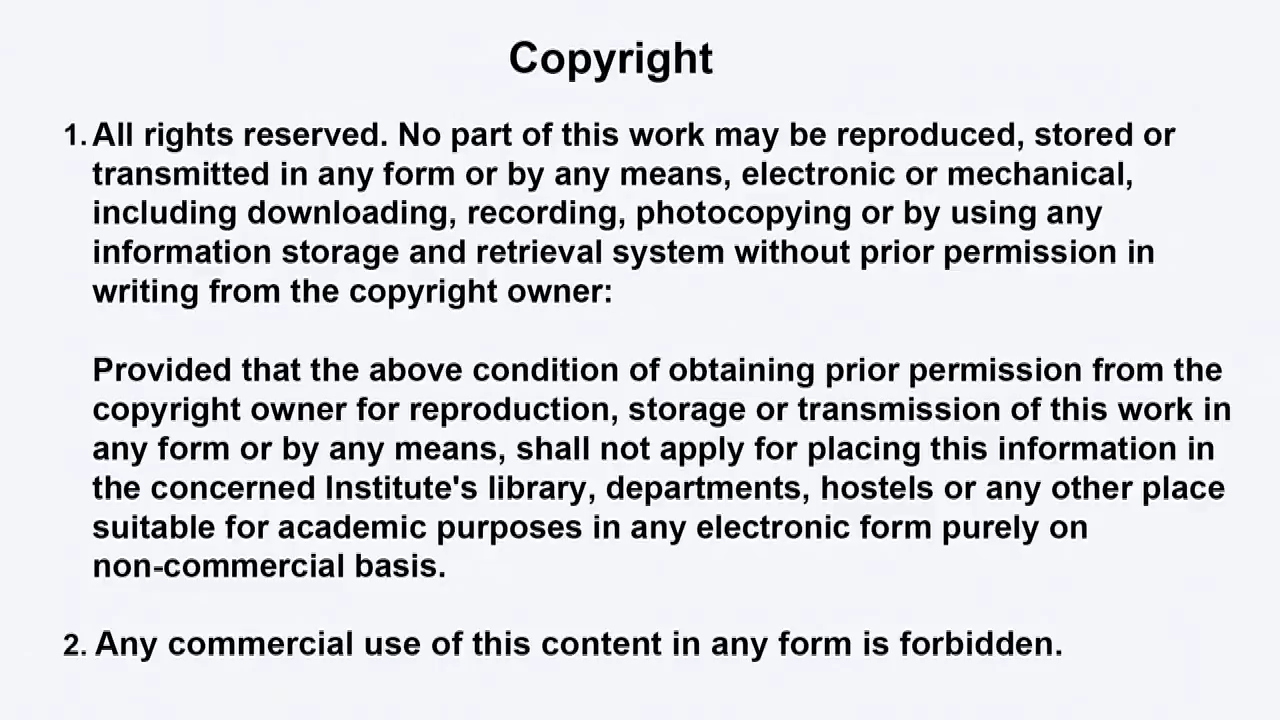 Copyright
1. All rights reserved. No part of this work may be reproduced, stored or
transmitted in any form or by any means, electronic or mechanical,
including downloading, recording, photocopying or by using any
information storage and retrieval system without prior permission in
writing from the copyright owner:
Provided that the above condition of obtaining prior permission from the
copyright owner for reproduction, storage or transmission of this work in
any form or by any means, shall not apply for placing this information in
the concerned Institute's library, departments, hostels or any other place
suitable for academic purposes in any electronic form purely on
non-commercial basis.
2. Any commercial use of this content in any form is forbidden.